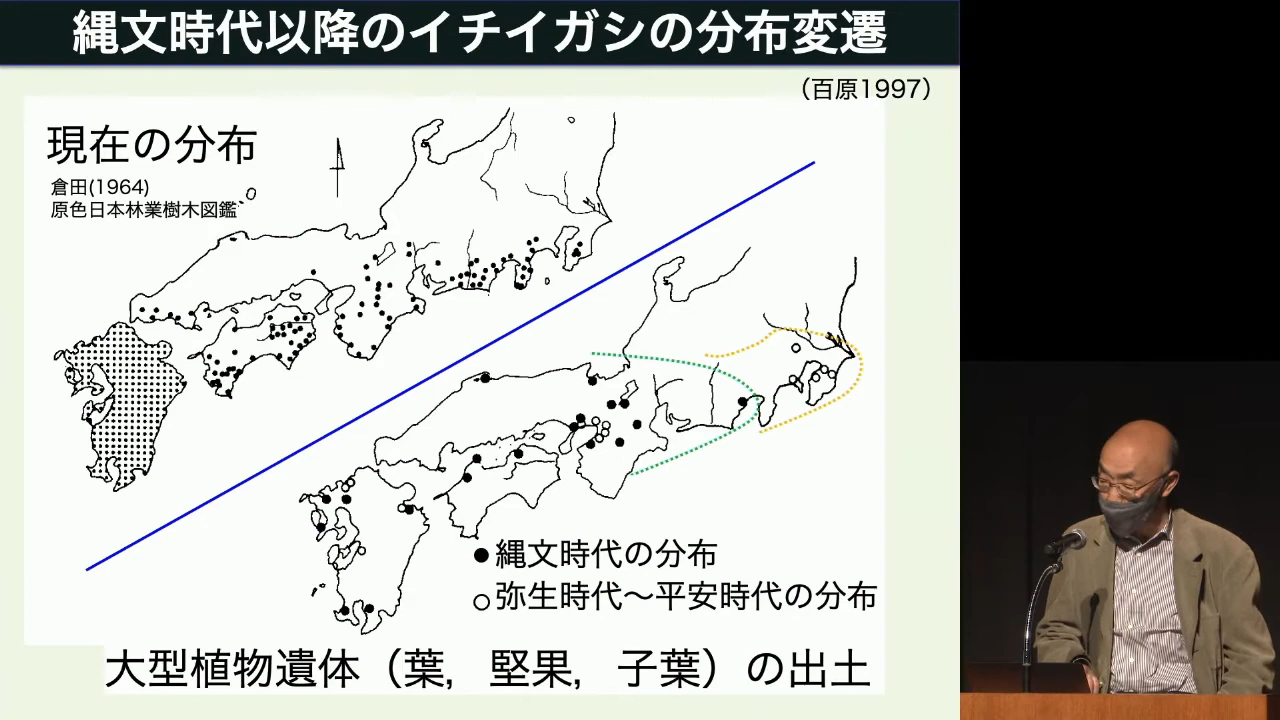 縄文時代以降のイチイガシの分布変遷
（百原1997）
現在の分布
倉田(1964)
原色日本林業樹木図鑑
●縄文時代の分布
○弥生時代～平安時代の分布
大型植物遺体（葉，堅果，子葉）の出土